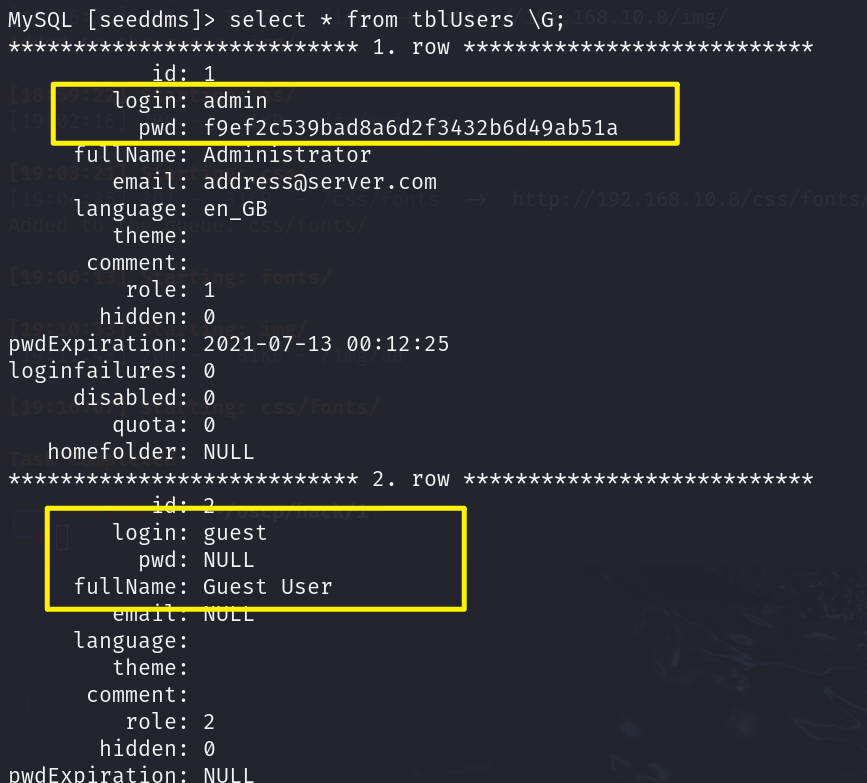 MySQL [seeddms]> select * from tblUsers \G;
*************************** 1. row ***************************
id: 1
login: admin
pwd: f9ef2c539bad8a6d2f3432b6d49ab51a
fullName: Administrator
email: address@server.com
language: en_GB
theme:
comment:
role: 1
hidden: 0
pwdExpiration: 2021-07-13 00:12:25
loginfailures: 0
disabled: 0
quota: 0
homefolder: NULL
*************************** 2. row ***************************
id: 2
login: guest
pwd: NULL
fullName: Guest User
email: NULL
language:
theme:
comment:
role: 2
hidden: 0
pwdExpiration: NULL